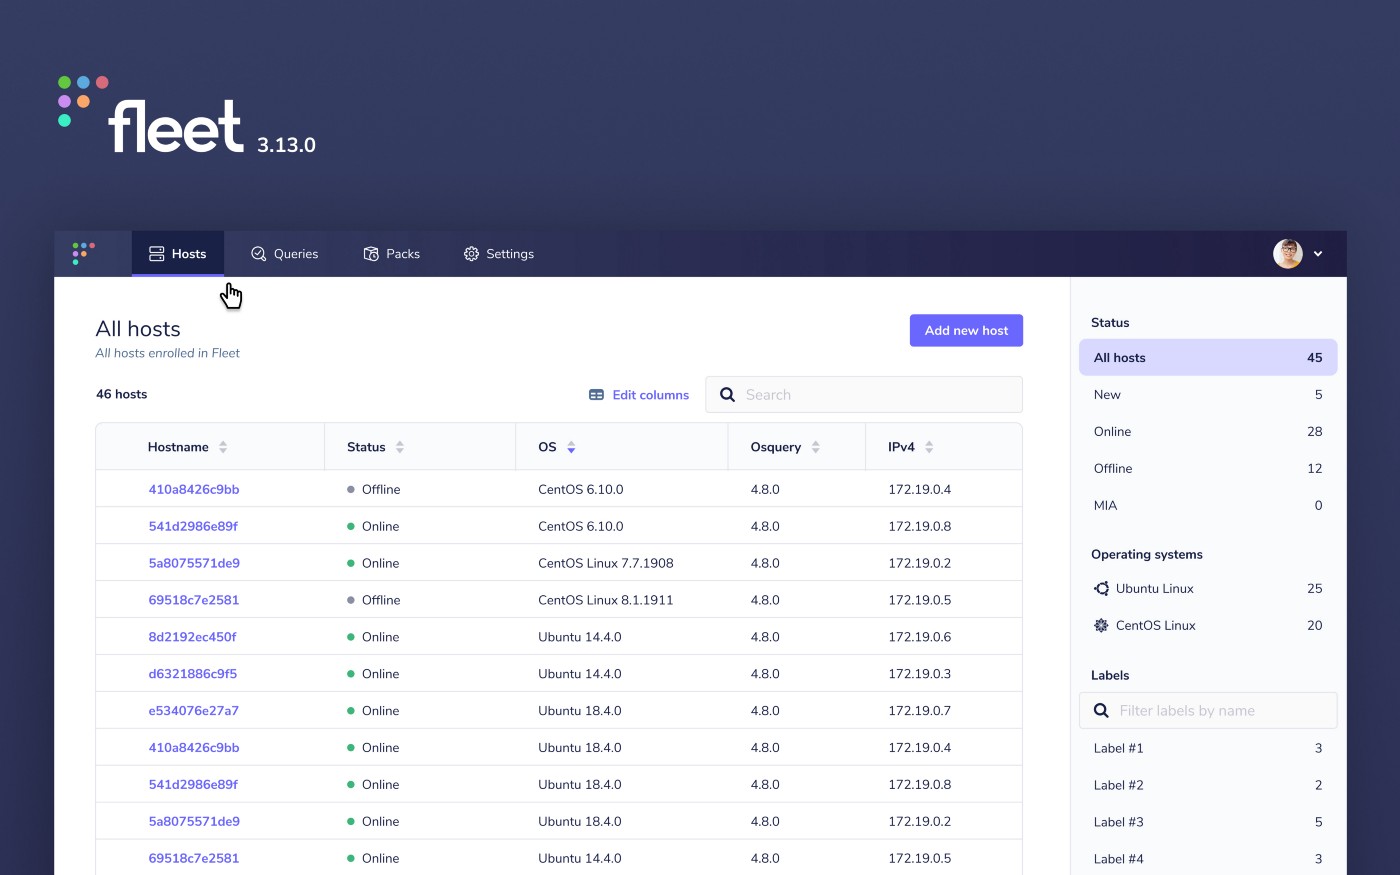 fleet 3.13.0
Hosts Queries Packs Settings
All hosts
Add new host
All hosts enrolled in Fleet
46 hosts Edit columns Search
Hostname Status OS Osquery IPv4
410a8426c9bb Offline CentOS 6.10.0 4.8.0 172.19.0.4
541d2986e89f Online CentOS 6.10.0 4.8.0 172.19.0.8
5a8075571de9 Online CentOS Linux 7.7.1908 4.8.0 172.19.0.2
69518c7e2581 Offline CentOS Linux 8.1.1911 4.8.0 172.19.0.5
8d2192ec450f Online Ubuntu 14.4.0 4.8.0 172.19.0.6
d6321886c9f5 Online Ubuntu 14.4.0 4.8.0 172.19.0.3
e534076e27a7 Online Ubuntu 18.4.0 4.8.0 172.19.0.7
410a8426c9bb Online Ubuntu 18.4.0 4.8.0 172.19.0.4
541d2986e89f Online Ubuntu 18.4.0 4.8.0 172.19.0.8
5a8075571de9 Online Ubuntu 18.4.0 4.8.0 172.19.0.2
69518c7e2581 Online Ubuntu 14.4.0 4.8.0 172.19.0.5
Status
All hosts 45
New 5
Online 28
Offline 12
MIA 0
Operating systems
Ubuntu Linux 25
CentOS Linux 20
Labels
Filter labels by name
Label #1 3
Label #2 2
Label #3 5
Label #4 3